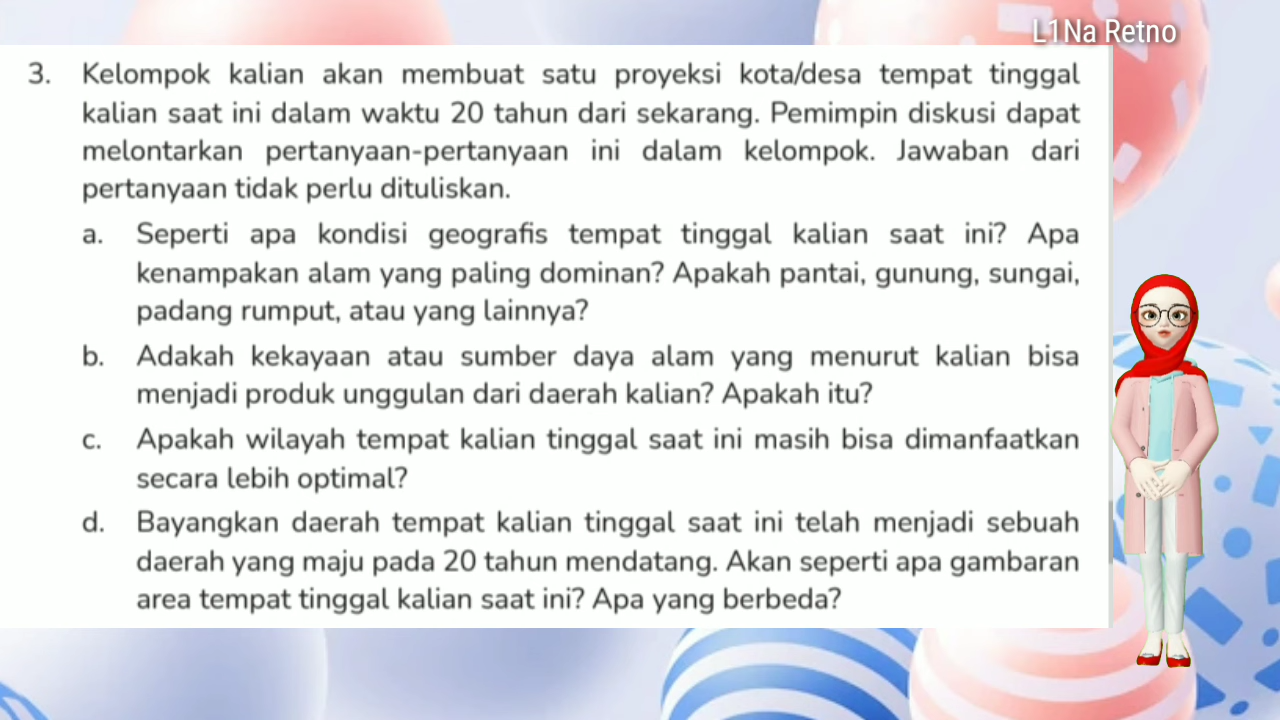 L1Na Retno
3. Kelompok kalian akan membuat satu proyeksi kota/desa tempat tinggal
kalian saat ini dalam waktu 20 tahun dari sekarang. Pemimpin diskusi dapat
melontarkan pertanyaan-pertanyaan ini dalam kelompok. Jawaban dari
pertanyaan tidak perlu dituliskan.
a. Seperti apa kondisi geografis tempat tinggal kalian saat ini? Apa
kenampakan alam yang paling dominan? Apakah pantai, gunung, sungai,
padang rumput, atau yang lainnya?
b. Adakah kekayaan atau sumber daya alam yang menurut kalian bisa
menjadi produk unggulan dari daerah kalian? Apakah itu?
c. Apakah wilayah tempat kalian tinggal saat ini masih bisa dimanfaatkan
secara lebih optimal?
d. Bayangkan daerah tempat kalian tinggal saat ini telah menjadi sebuah
daerah yang maju pada 20 tahun mendatang. Akan seperti apa gambaran
area tempat tinggal kalian saat ini? Apa yang berbeda?